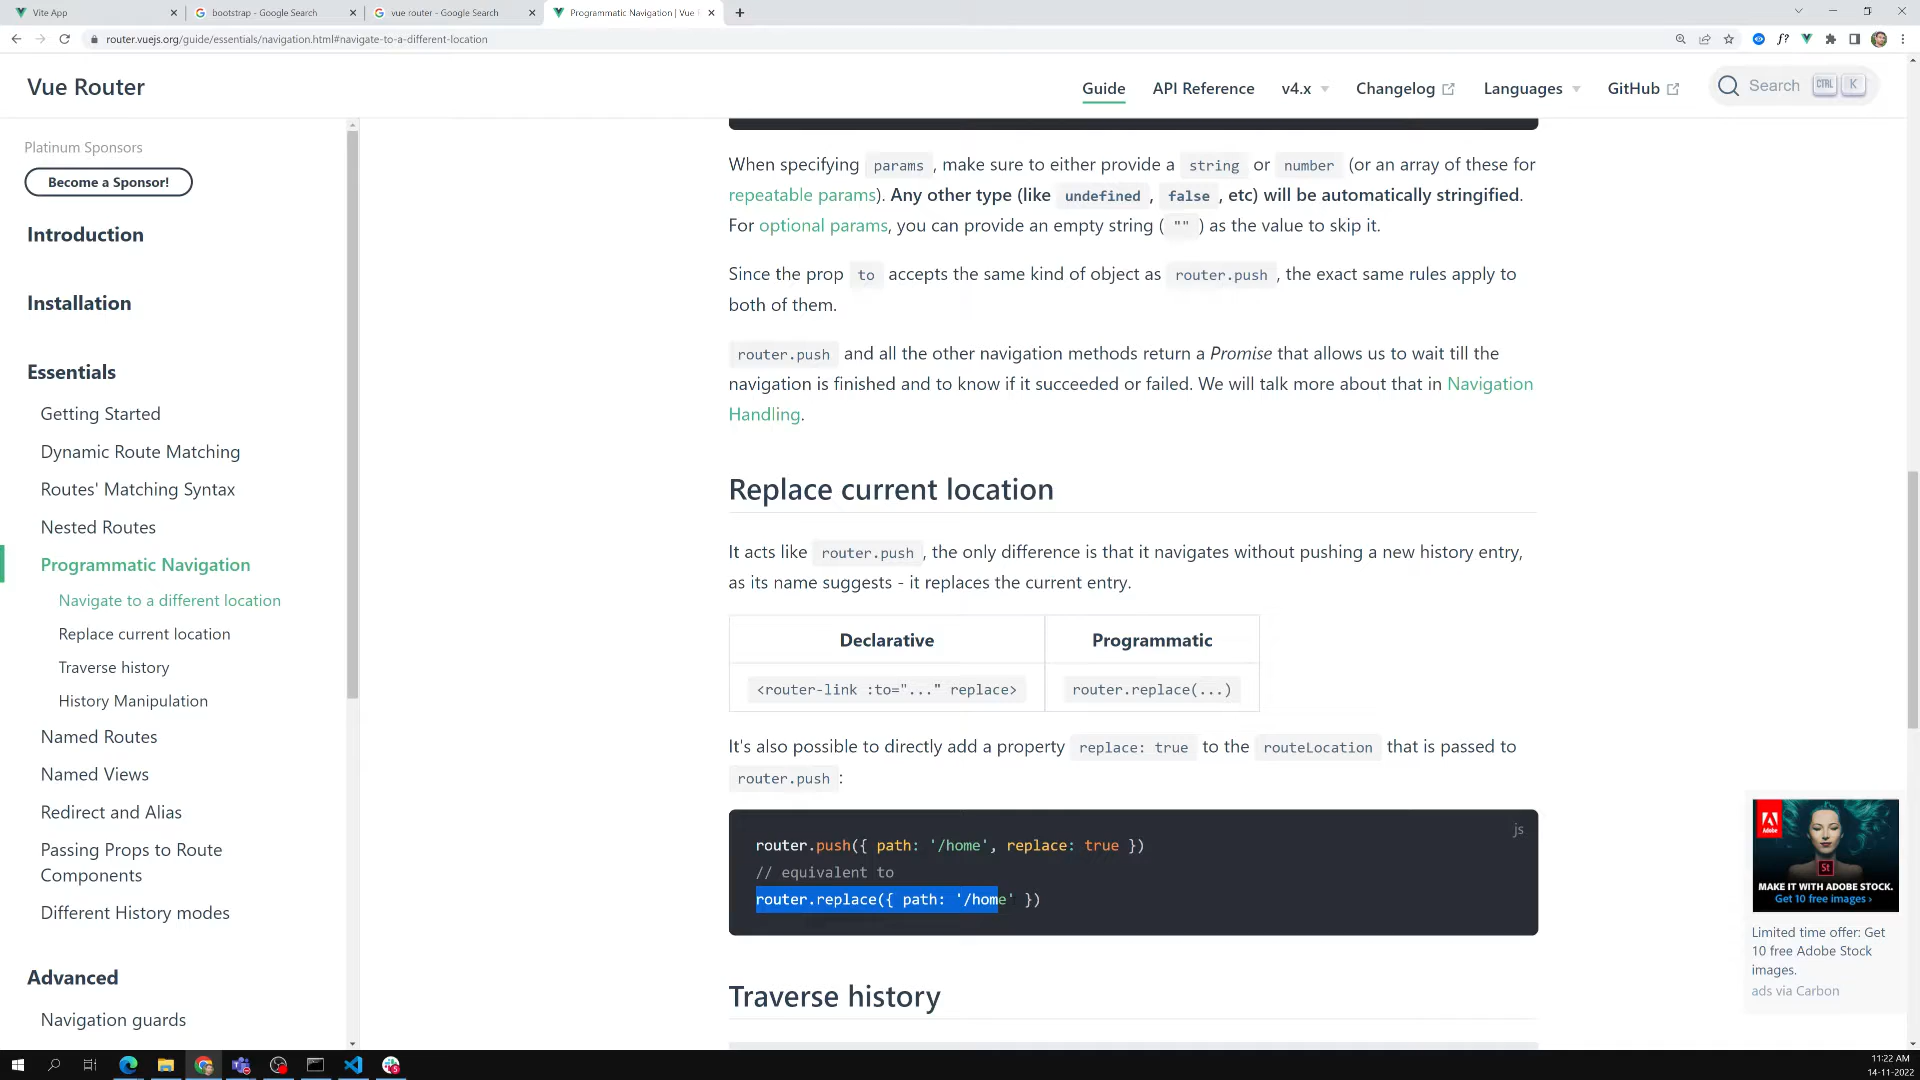 Vite App
bootstrap - Google Search
vue router - Google Search
Programmatic Navigation | Vue
router.vuejs.org/guide/essentials/navigation.html#navigate-to-a-different-location
Vue Router
Guide
API Reference
v4.x
Changelog
Languages
GitHub
Search
CTRL
K
Platinum Sponsors
Become a Sponsor!
Introduction
Installation
Essentials
Getting Started
Dynamic Route Matching
Routes' Matching Syntax
Nested Routes
Programmatic Navigation
Navigate to a different location
Replace current location
Traverse history
History Manipulation
Named Routes
Named Views
Redirect and Alias
Passing Props to Route
Components
Different History modes
Advanced
Navigation guards
When specifying params , make sure to either provide a string or number (or an array of these for
repeatable params). Any other type (like undefined , false , etc) will be automatically stringified.
For optional params, you can provide an empty string ( "" ) as the value to skip it.
Since the prop to accepts the same kind of object as router.push , the exact same rules apply to
both of them.
router.push and all the other navigation methods return a Promise that allows us to wait till the
navigation is finished and to know if it succeeded or failed. We will talk more about that in Navigation
Handling.
Replace current location
It acts like router.push , the only difference is that it navigates without pushing a new history entry,
as its name suggests - it replaces the current entry.
Declarative
Programmatic
<router-link :to="..." replace>
router.replace(...)
It's also possible to directly add a property replace: true to the routeLocation that is passed to
router.push :
js
router.push({ path: '/home', replace: true })
// equivalent to
router.replace({ path: '/home' })
Traverse history
Adobe
St
MAKE IT WITH ADOBE STOCK.
Get 10 free images ›
Limited time offer: Get
10 free Adobe Stock
images.
ads via Carbon
11:22 AM
14-11-2022